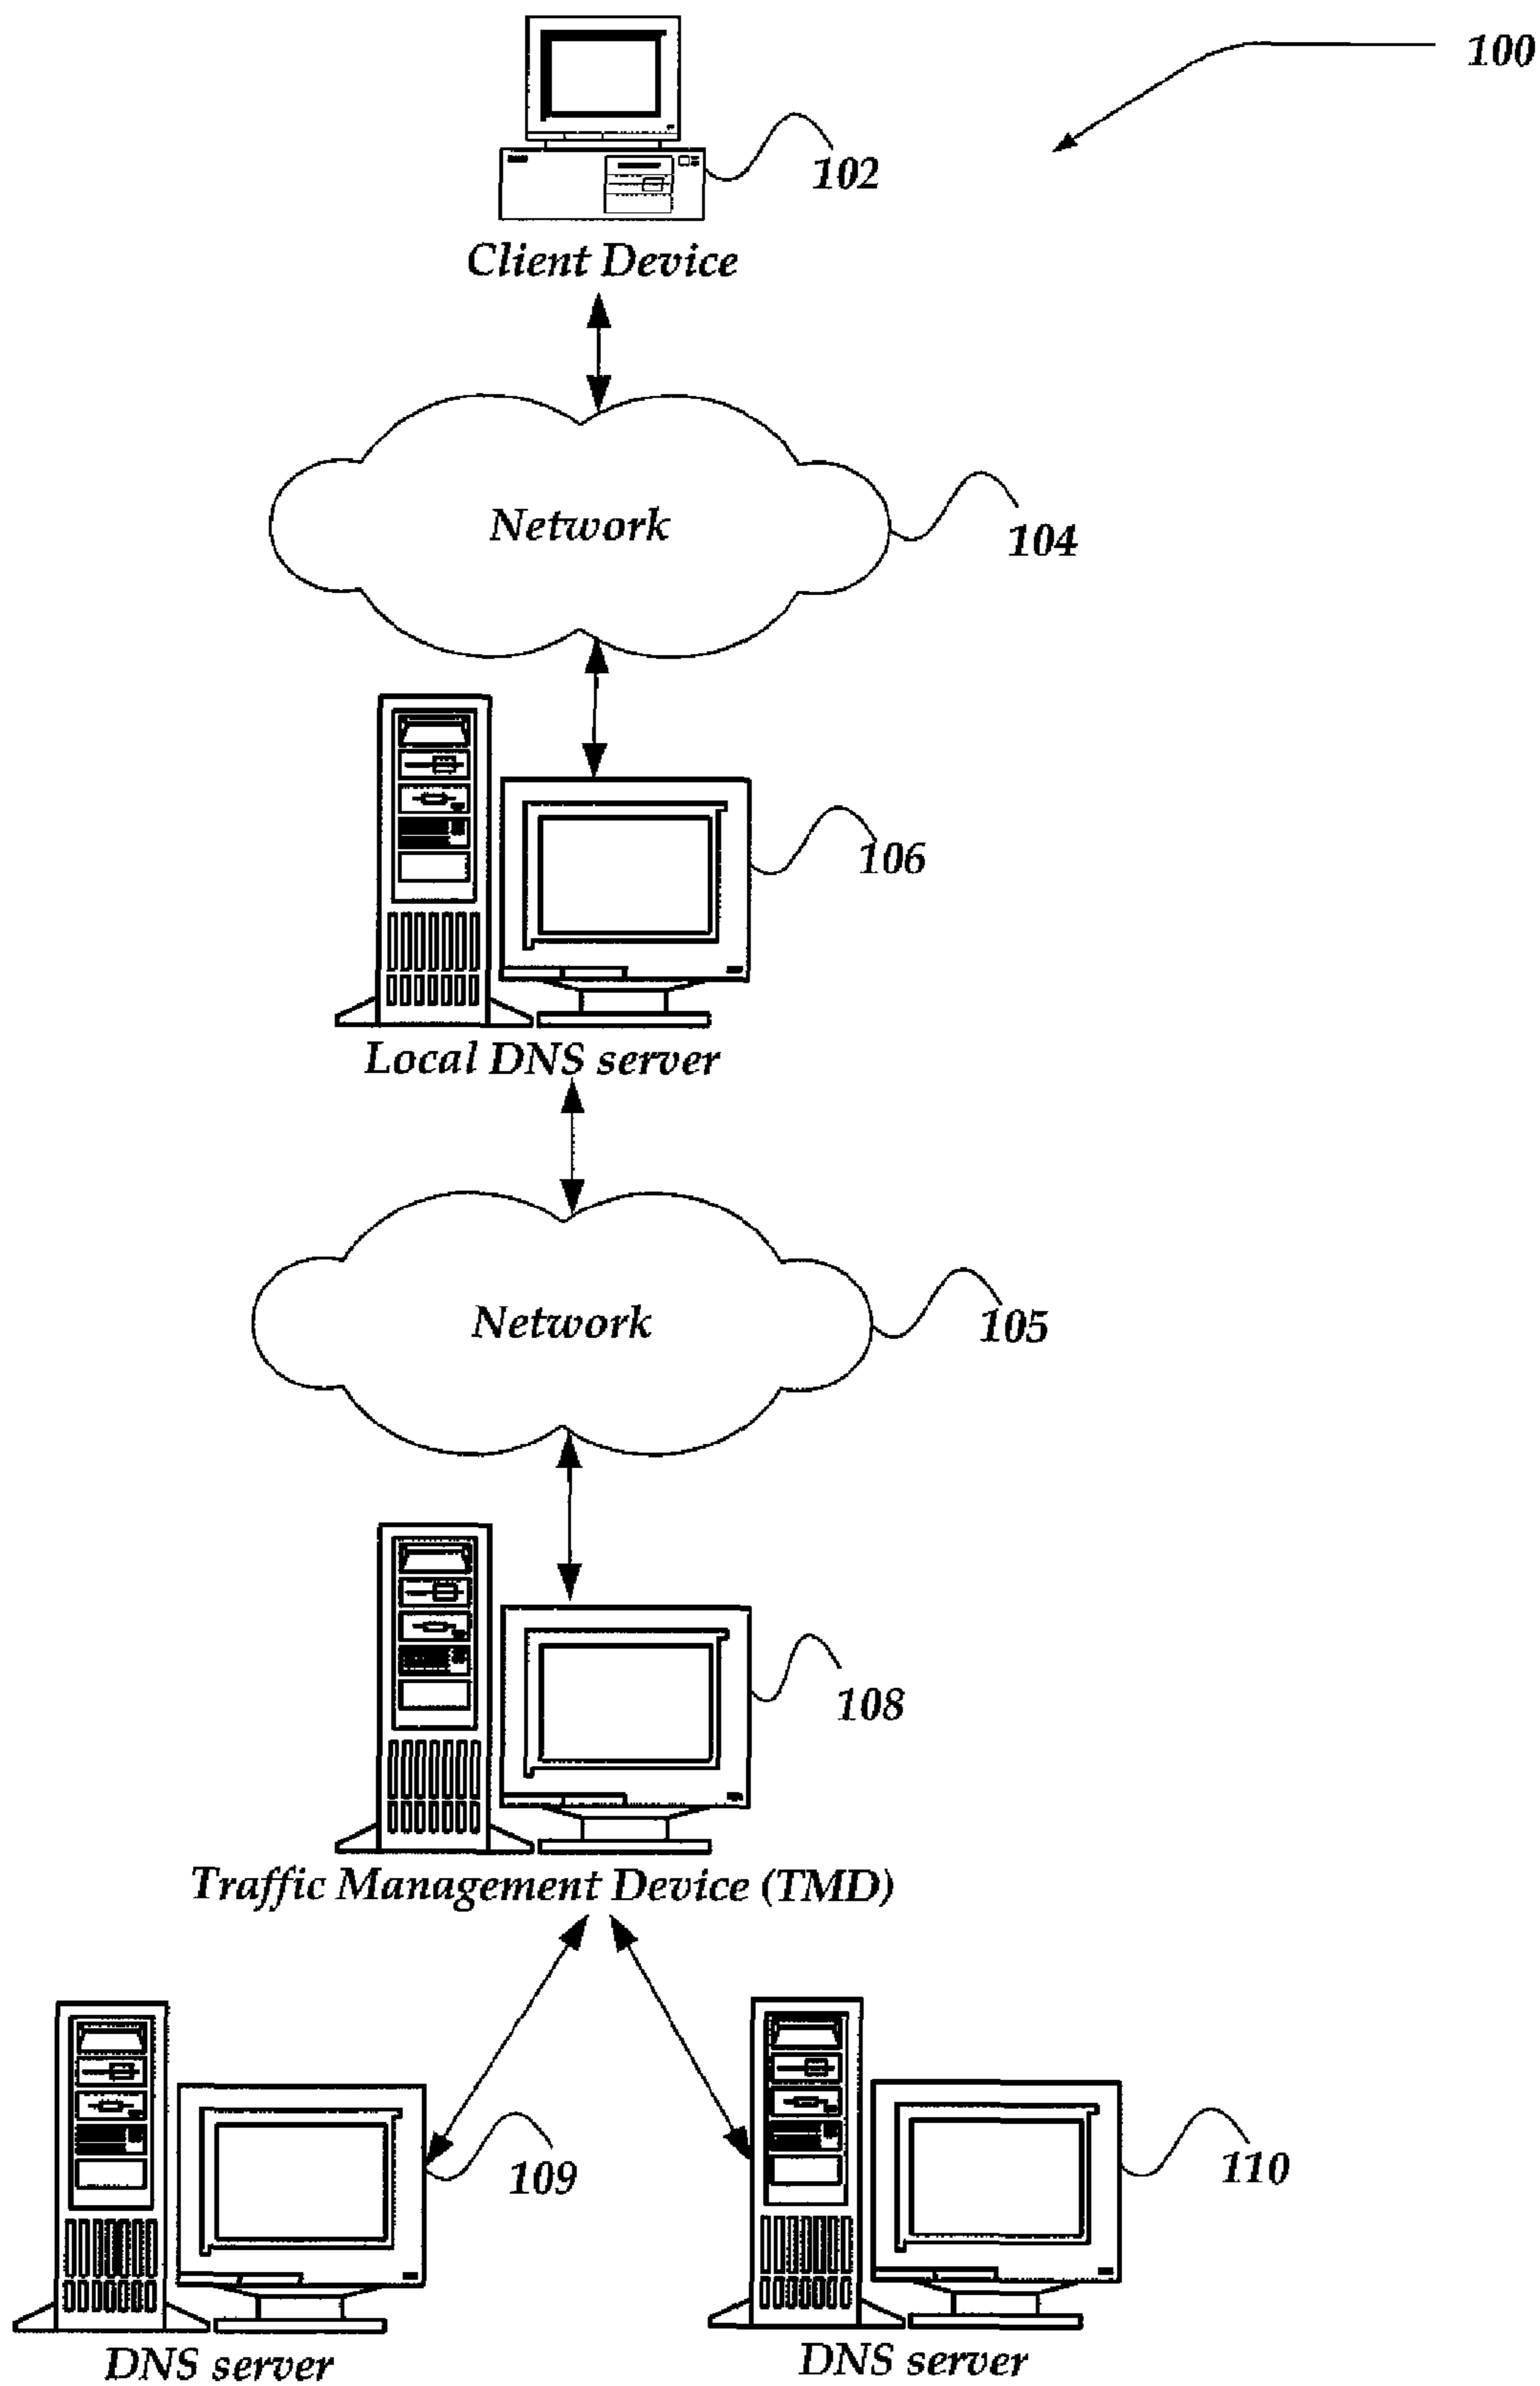 100
102
Client Device
Network
104
106
Local DNS server
Network
105
108
Traffic Management Device (TMD)
109
110
DNS server
DNS server